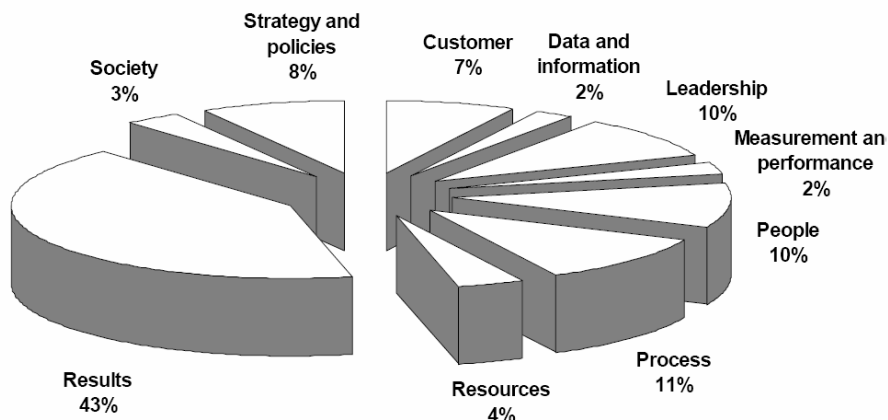 Strategy and
policies
8%
Customer
7%
Data and
information
2%
Leadership
10%
Measurement an
performance
2%
People
10%
Process
11%
Resources
4%
Results
43%
Society
3%